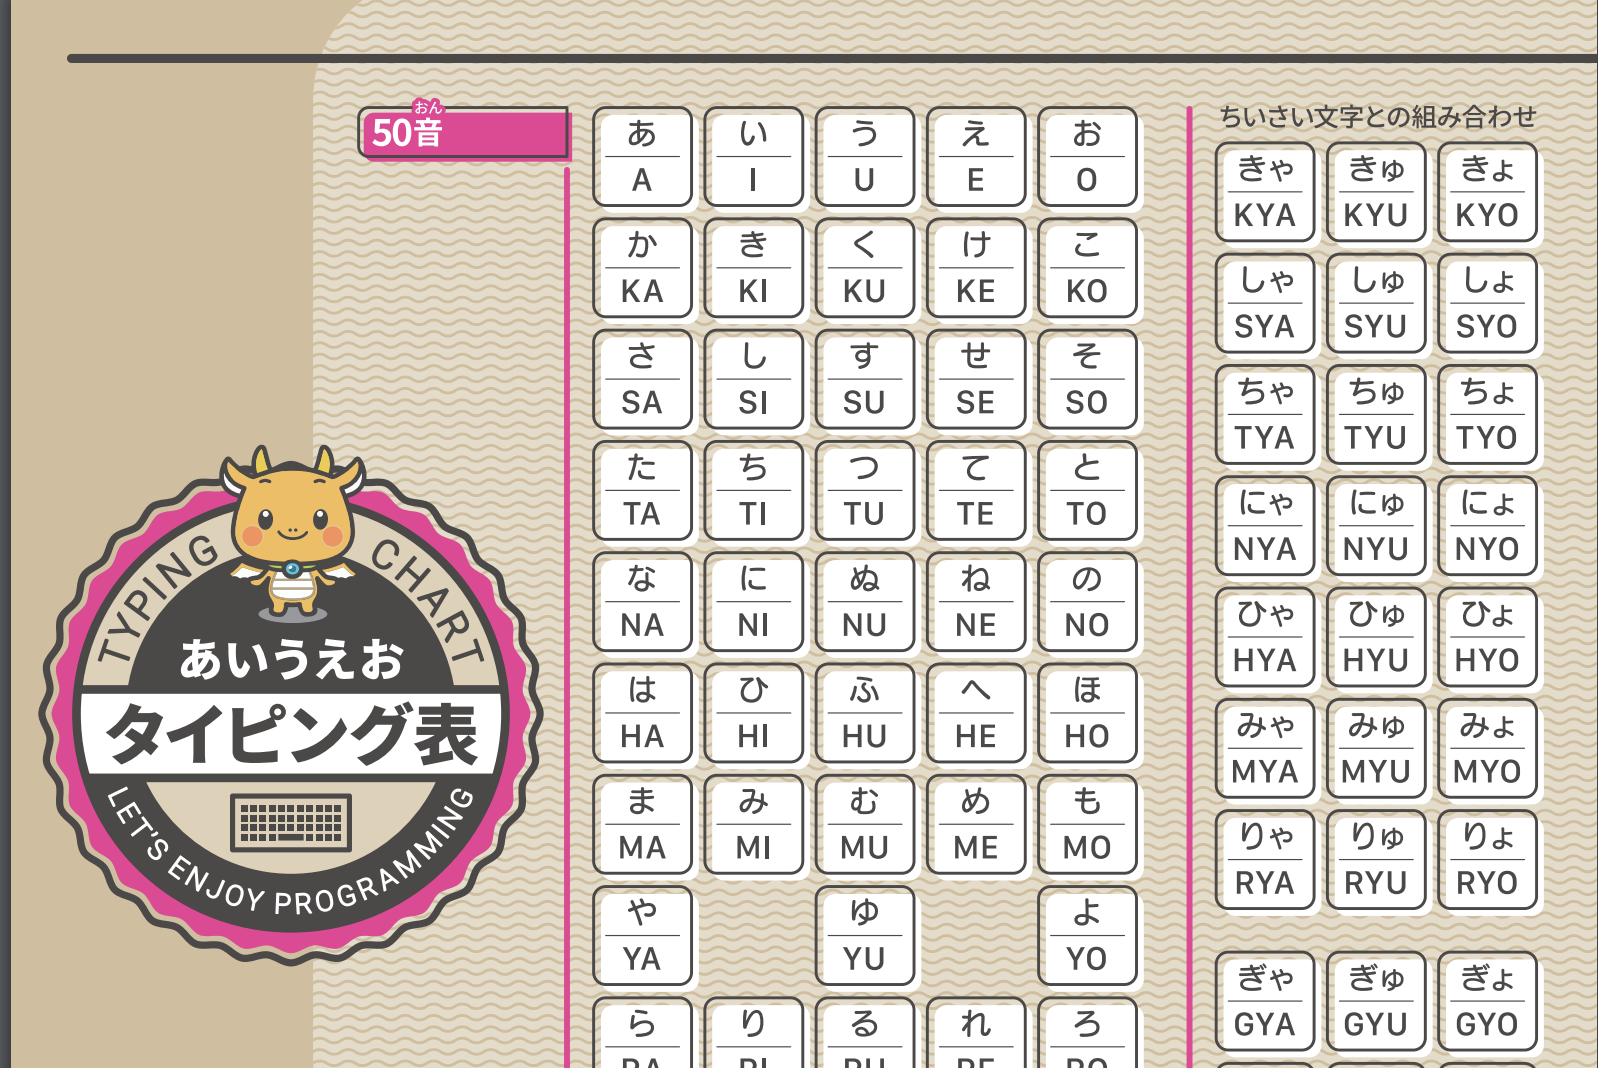 おん
50音
あ い う え お
A I U E O
か き く け こ
KA KI KU KE KO
さ し す せ そ
SA SI SU SE SO
た ち つ て と
TA TI TU TE TO
な に ぬ ね の
NA NI NU NE NO
は ひ ふ へ ほ
HA HI HU HE HO
ま み む め も
MA MI MU ME MO
や ゆ よ
YA YU YO
ら り る れ ろ
RA RI RU RE RO
ちいさい文字との組み合わせ
きゃ きゅ きょ
KYA KYU KYO
しゃ しゅ しょ
SYA SYU SYO
ちゃ ちゅ ちょ
TYA TYU TYO
にゃ にゅ にょ
NYA NYU NYO
ひゃ ひゅ ひょ
HYA HYU HYO
みゃ みゅ みょ
MYA MYU MYO
りゃ りゅ りょ
RYA RYU RYO
ぎゃ ぎゅ ぎょ
GYA GYU GYO
TYPING CHART
あいうえお
タイピング表
LET'S ENJOY PROGRAMMING